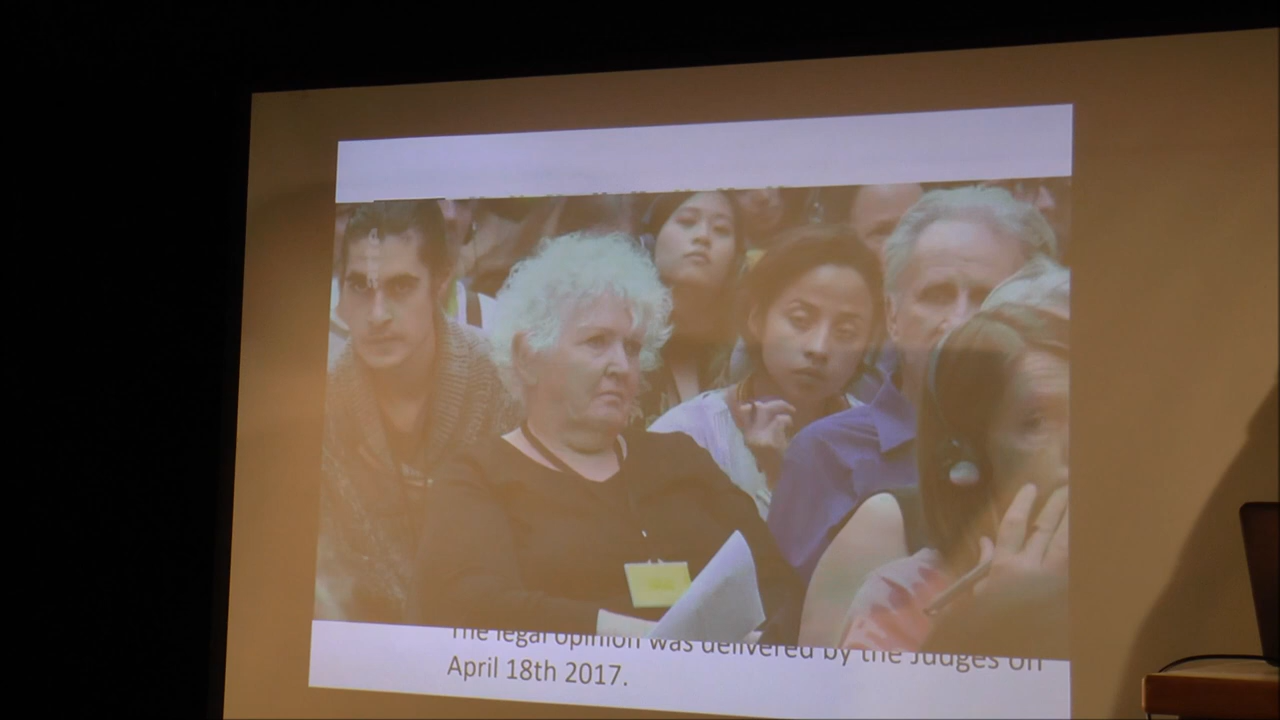 The legal opinion was delivered by the Judges on
April 18th 2017.